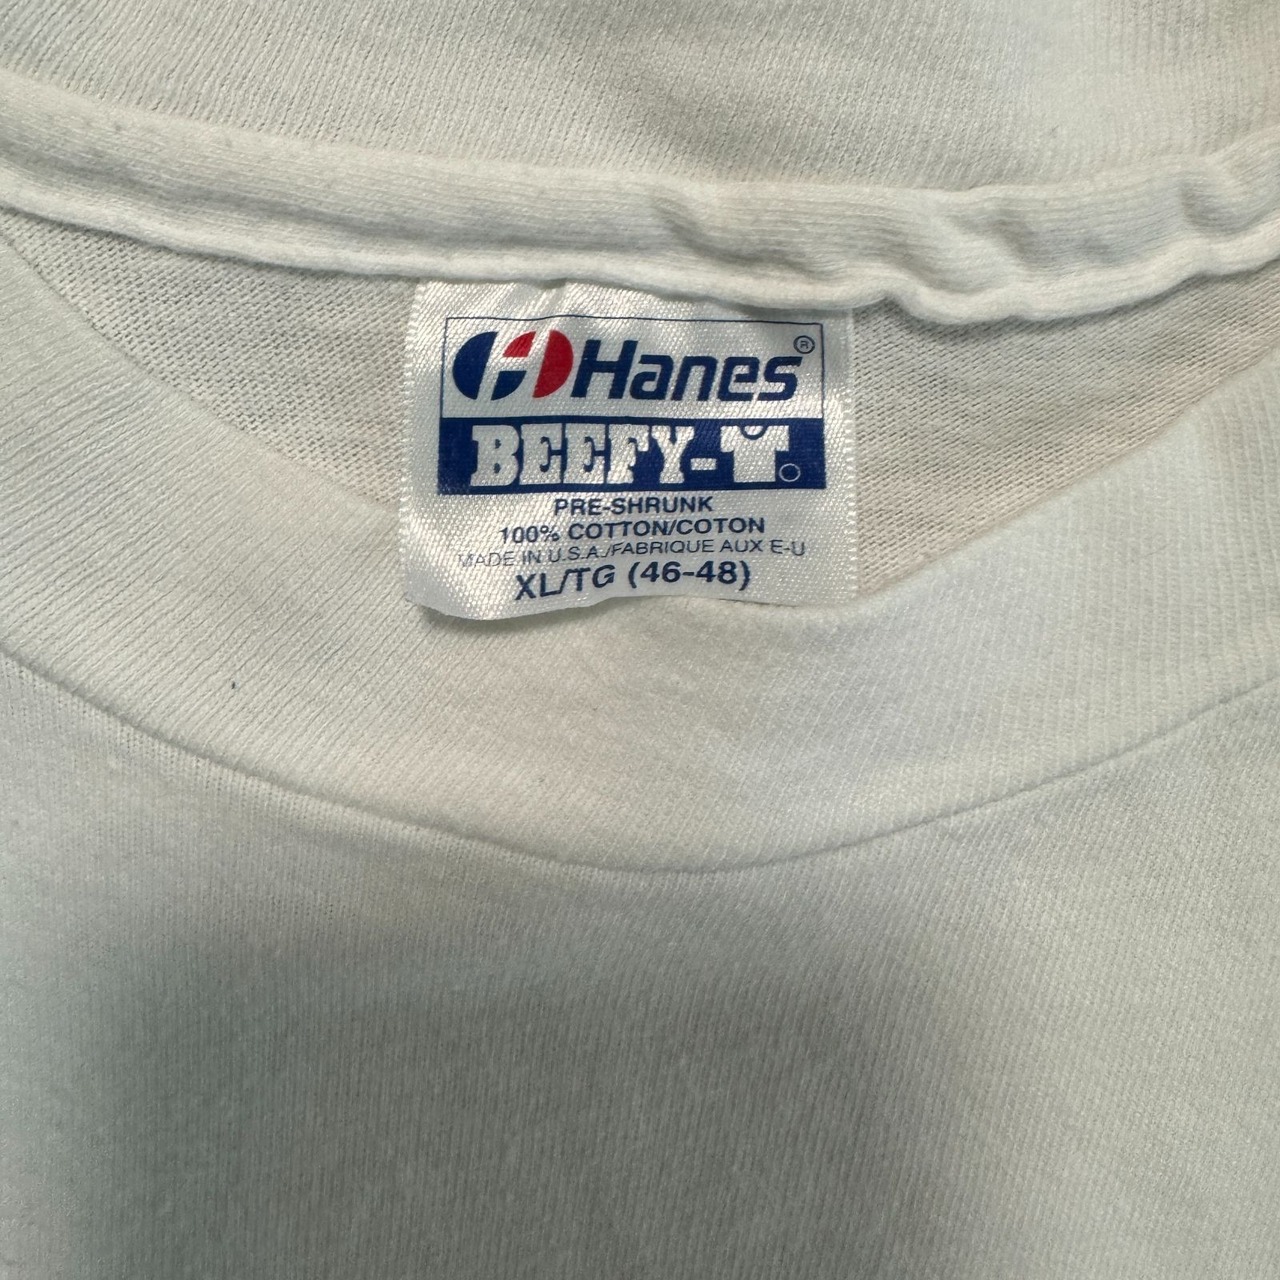 Hanes®
BEEFY-T®
PRE-SHRUNK
100% COTTON/COTON
MADE IN U.S.A./FABRIQUE AUX E-U
XL/TG (46-48)